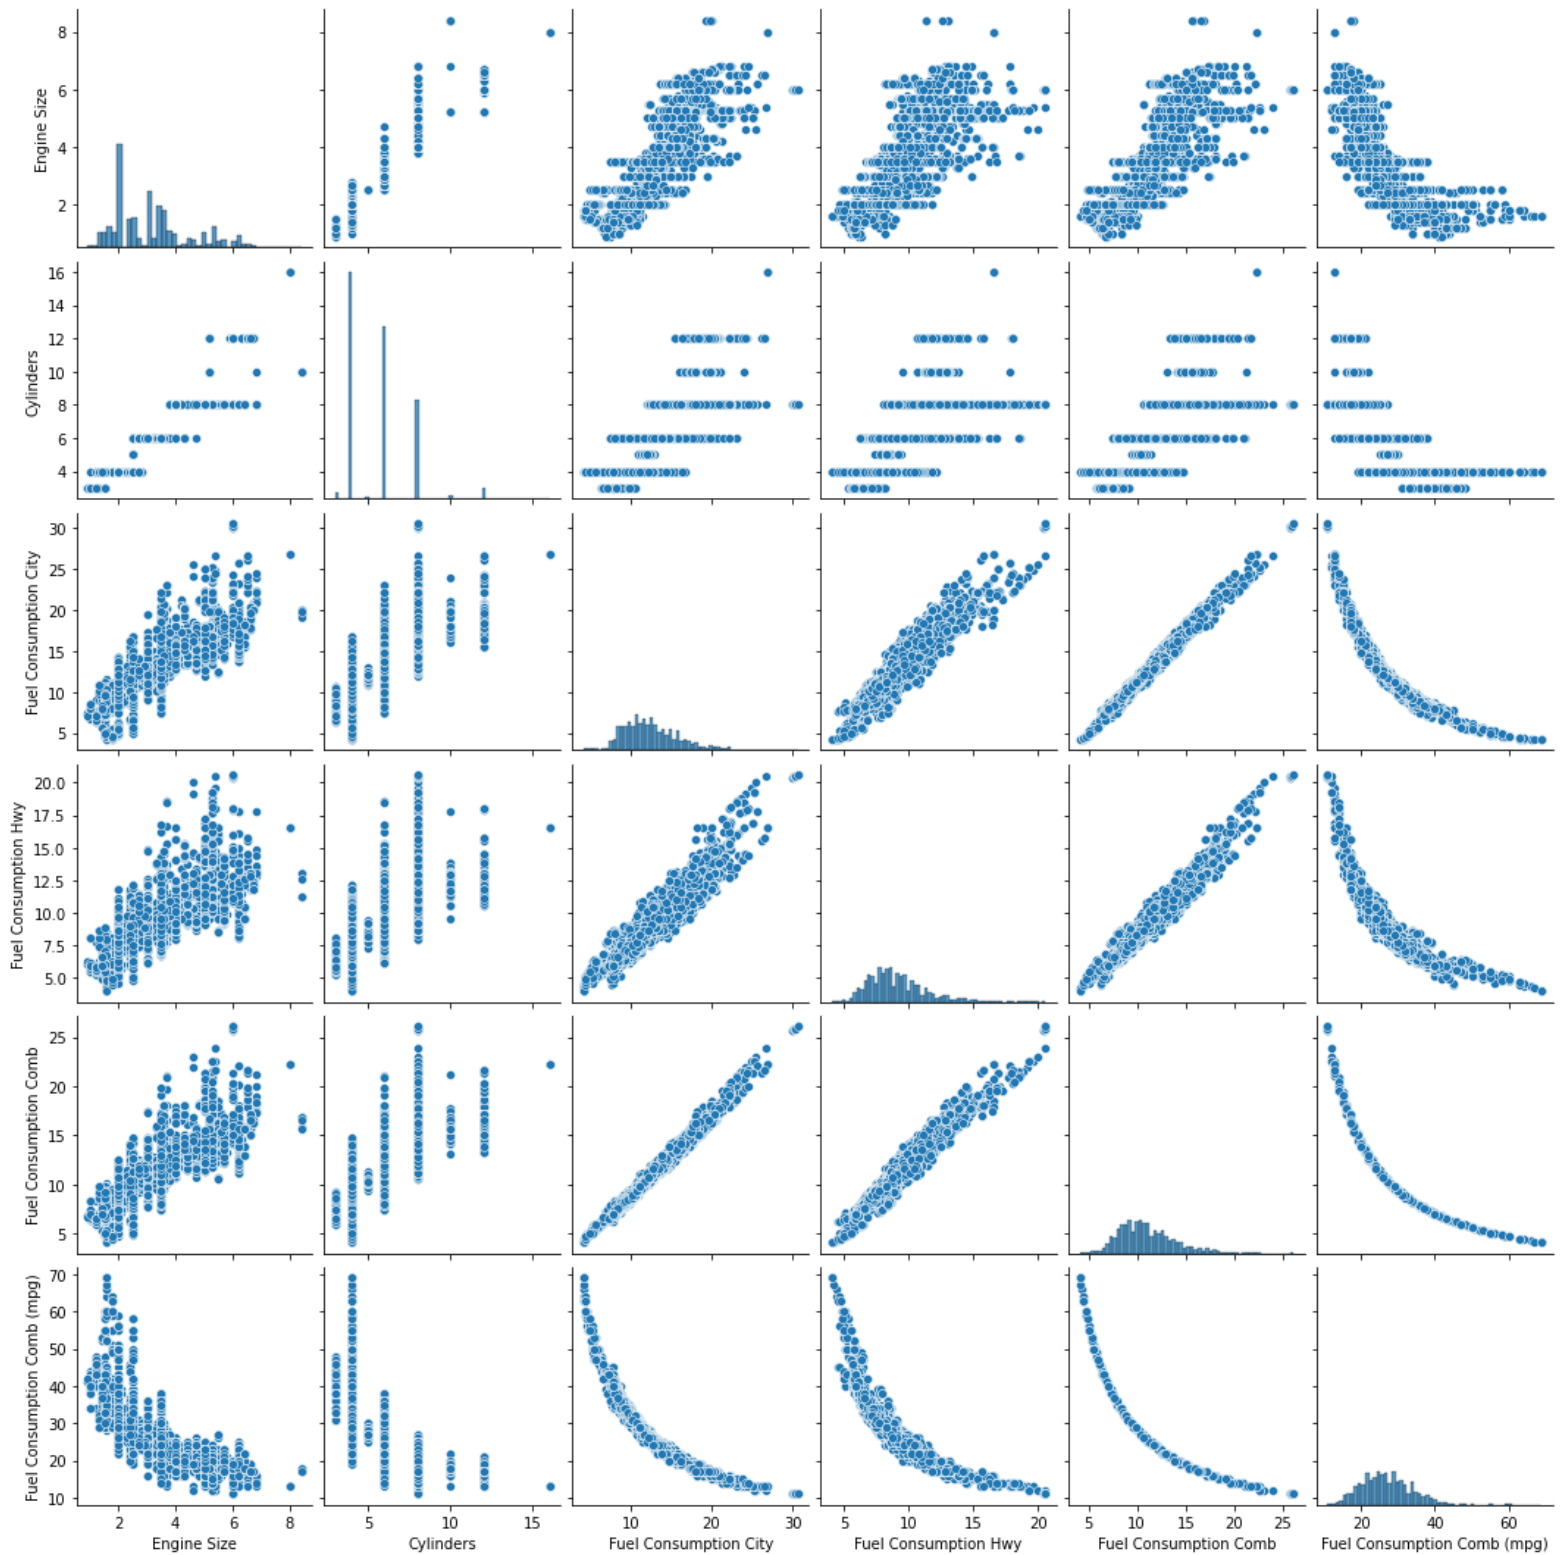 8
6
4
2
Engine Size
16
14
12
10
8
6
4
Cylinders
30
25
20
15
10
5
Fuel Consumption City
20.0
17.5
15.0
12.5
10.0
7.5
5.0
Fuel Consumption Hwy
25
20
15
10
5
Fuel Consumption Comb
70
60
50
40
30
20
10
Fuel Consumption Comb (mpg)
2 4 6 8
Engine Size
5 10 15
Cylinders
10 20 30
Fuel Consumption City
5 10 15 20
Fuel Consumption Hwy
5 10 15 20 25
Fuel Consumption Comb
20 40 60
Fuel Consumption Comb (mpg)